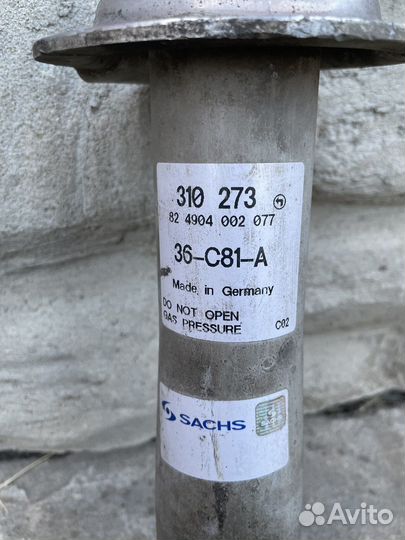 310 273
82 4904 002 077
36-C81-A
Made in Germany
DO NOT OPEN
GAS PRESSURE C02
SACHS
Avito